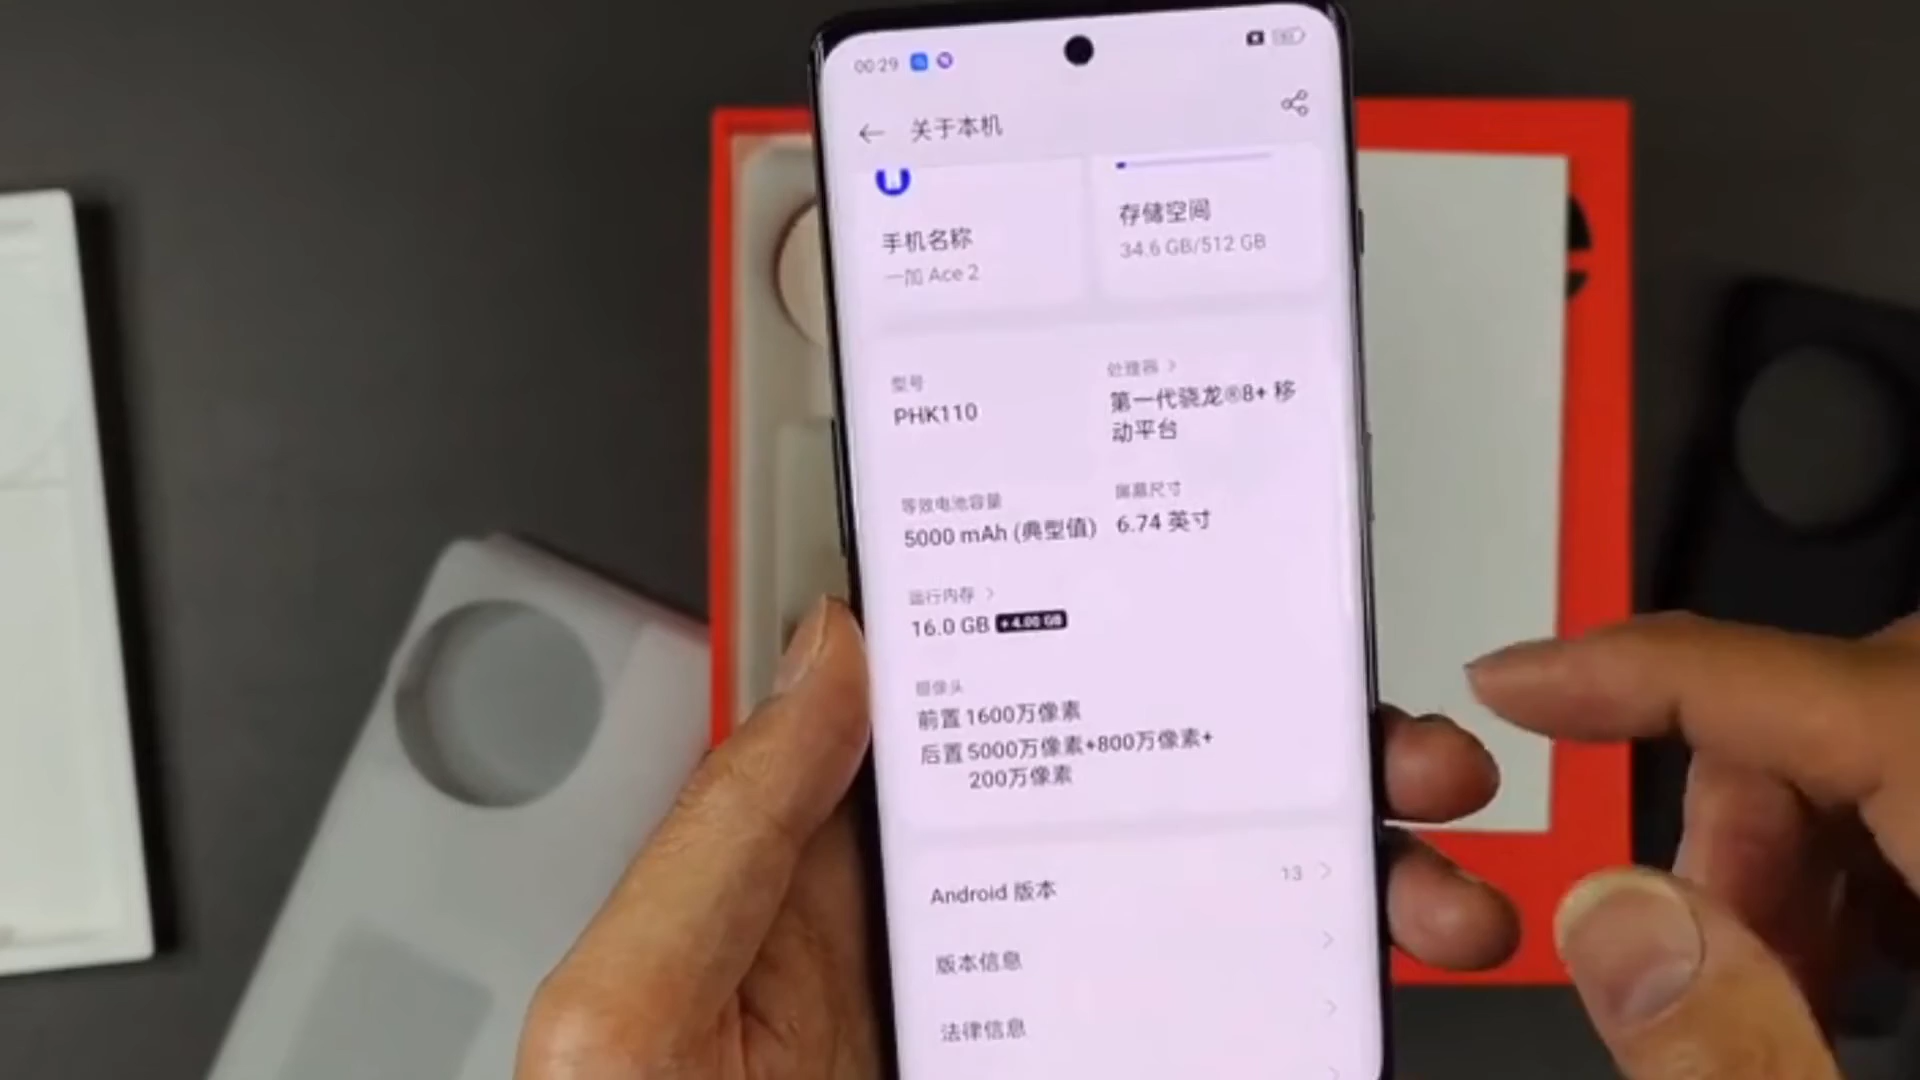 00:29
关于本机
手机名称
一加 Ace 2
存储空间
34.6 GB/512 GB
型号
PHK110
处理器
第一代骁龙®8+ 移
动平台
等效电池容量
5000 mAh (典型值)
屏幕尺寸
6.74 英寸
运行内存
16.0 GB +4.00 GB
摄像头
前置 1600万像素
后置 5000万像素+800万像素+
200万像素
Android 版本
13
版本信息
法律信息